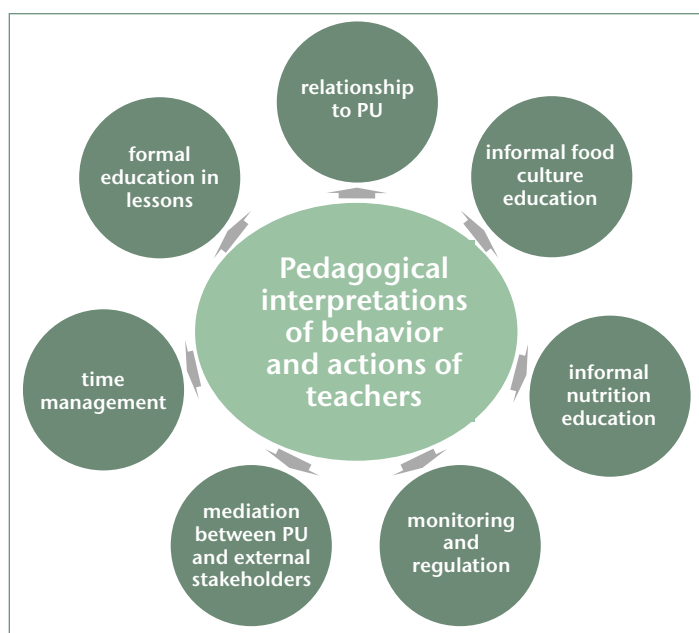 relationship
to PU
informal food
culture
education
informal
nutrition
education
monitoring
and
regulation
mediation
between PU
and external
stakeholders
time
management
formal
education in
lessons
Pedagogical
interpretations
of behavior
and actions of
teachers